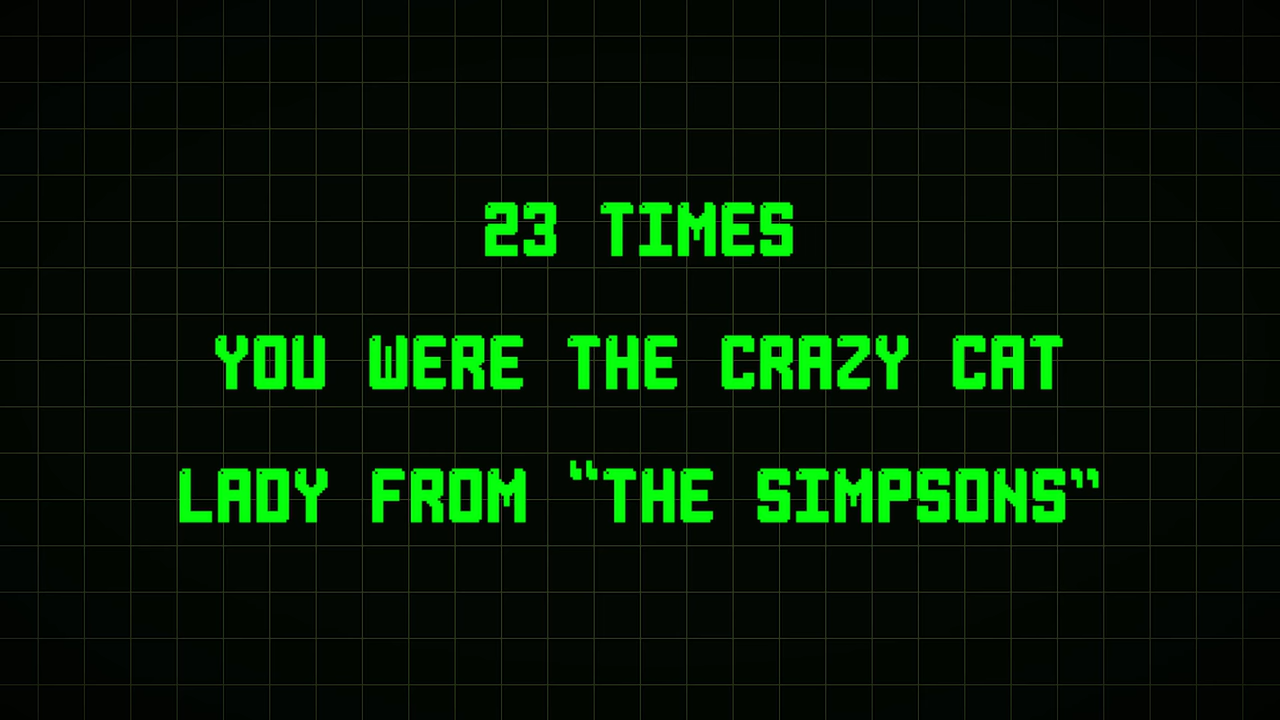 23 TIMES
YOU WERE THE CRAZY CAT
LADY FROM “THE SIMPSONS”